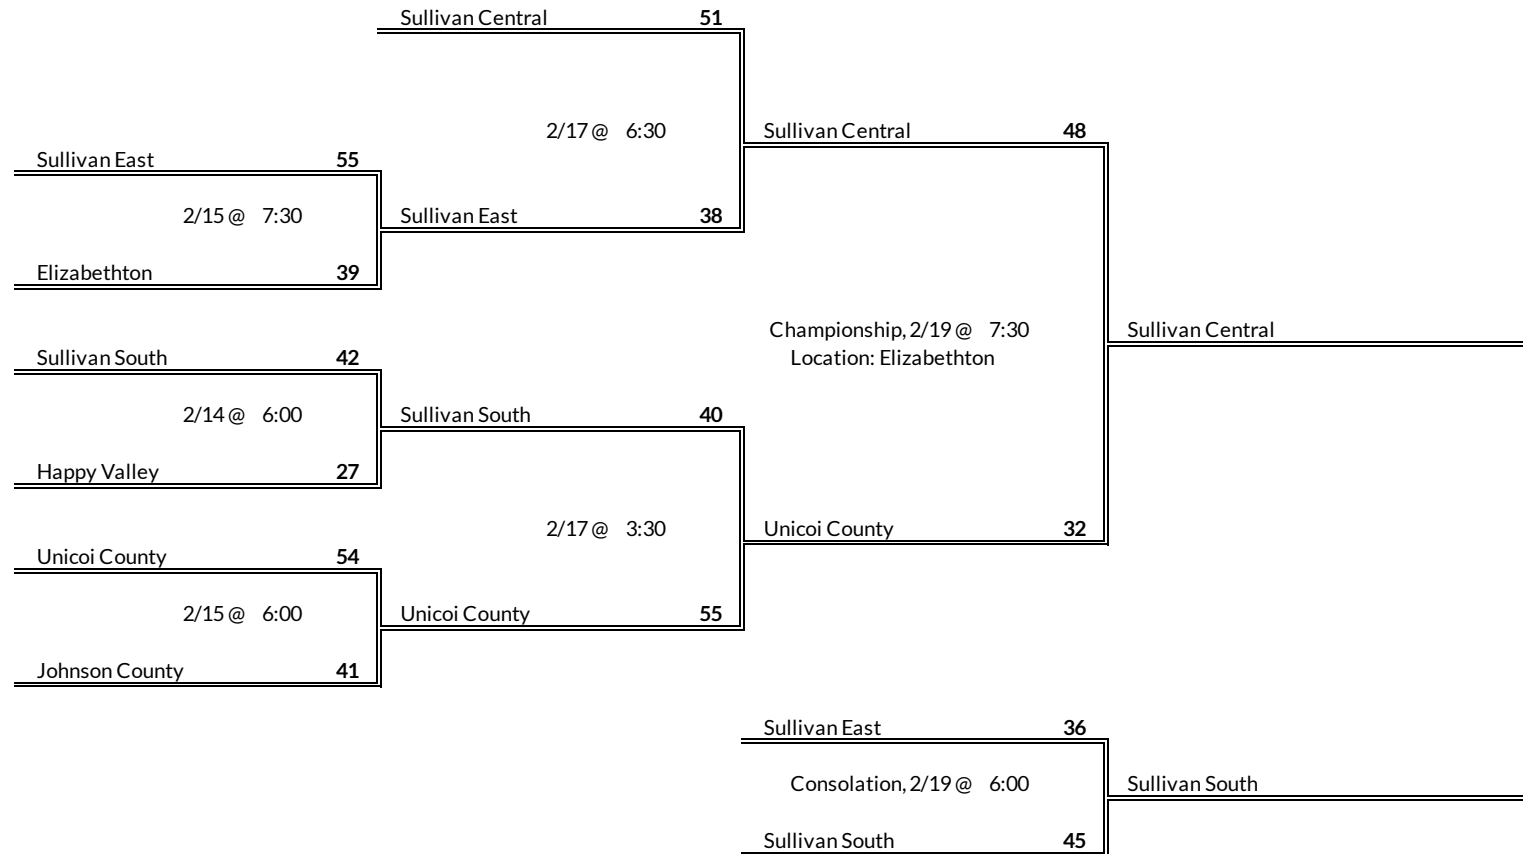 Sullivan Central 51
2/17 @ 6:30
Sullivan Central 48
Sullivan East 55
2/15 @ 7:30
Sullivan East 38
Elizabethton 39
Championship, 2/19 @ 7:30
Sullivan Central
Location: Elizabethton
Sullivan South 42
2/14 @ 6:00
Sullivan South 40
Happy Valley 27
2/17 @ 3:30
Unicoi County 32
Unicoi County 54
2/15 @ 6:00
Unicoi County 55
Johnson County 41
Sullivan East 36
Consolation, 2/19 @ 6:00
Sullivan South
Sullivan South 45